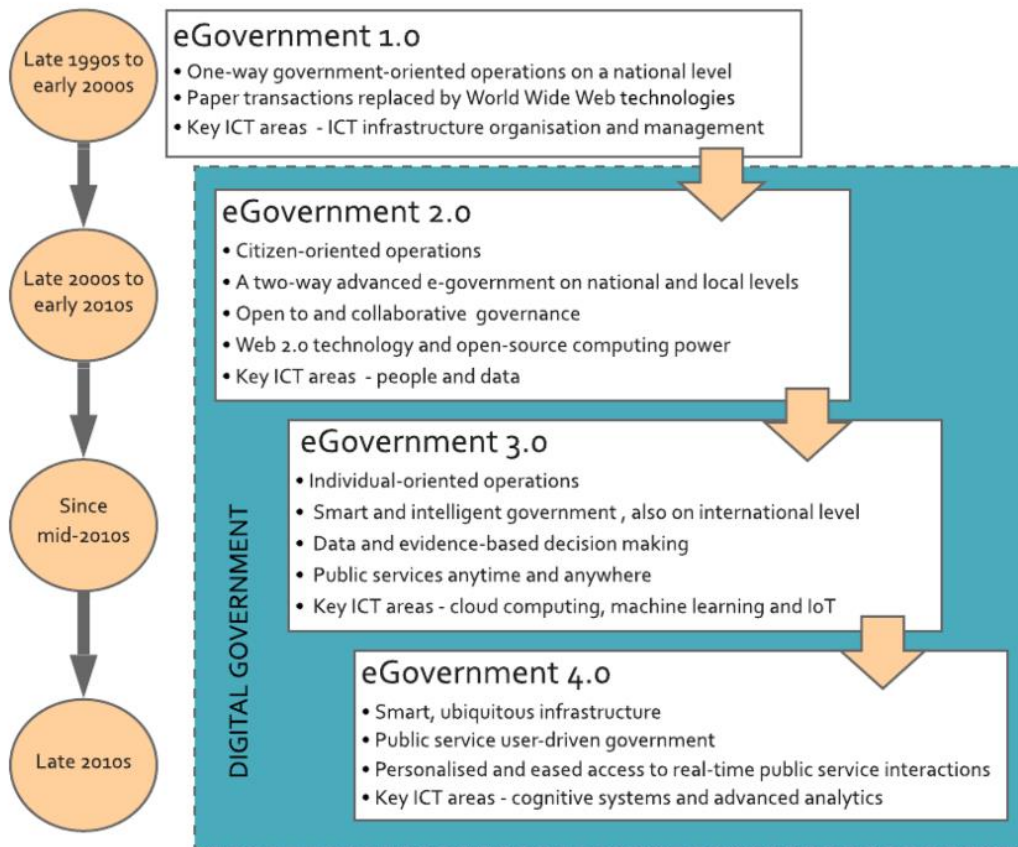 Late 1990s to
early 2000s
eGovernment 1.0
• One-way government-oriented operations on a national level
• Paper transactions replaced by World Wide Web technologies
• Key ICT areas - ICT infrastructure organisation and management
Late 2000s to
early 2010s
eGovernment 2.0
• Citizen-oriented operations
• A two-way advanced e-government on national and local levels
• Open to and collaborative governance
• Web 2.0 technology and open-source computing power
• Key ICT areas - people and data
Since
mid-2010s
eGovernment 3.0
• Individual-oriented operations
• Smart and intelligent government , also on international level
• Data and evidence-based decision making
• Public services anytime and anywhere
• Key ICT areas - cloud computing, machine learning and IoT
Late 2010s
eGovernment 4.0
• Smart, ubiquitous infrastructure
• Public service user-driven government
• Personalised and eased access to real-time public service interactions
• Key ICT areas - cognitive systems and advanced analytics
DIGITAL GOVERNMENT